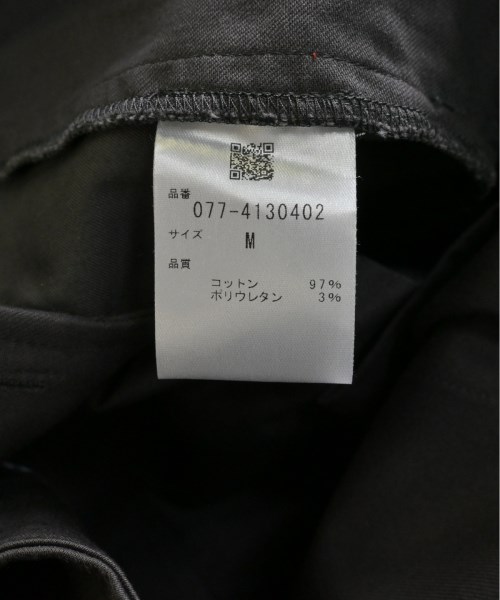 品番
077-4130402
サイズ M
品質
コットン 97%
ポリウレタン 3%